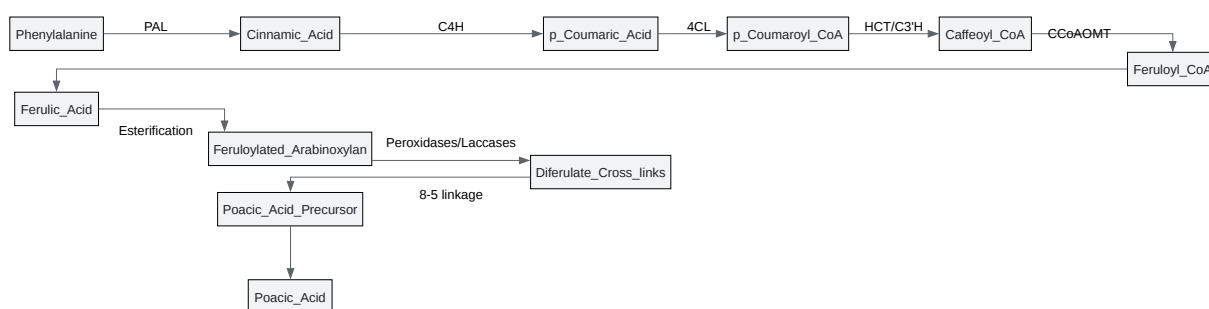 Phenylalanine
PAL
Cinnamic_Acid
C4H
p_Coumaric_Acid
4CL
p_Coumaroyl_CoA
HCT/C3'H
Caffeoyl_CoA
CCoAOMT
Feruloyl_CoA
Ferulic_Acid
Esterification
Feruloylated_Arabinoxylan
Peroxidases/Laccases
Diferulate_Cross_links
8-5 linkage
Poacic_Acid_Precursor
Poacic_Acid